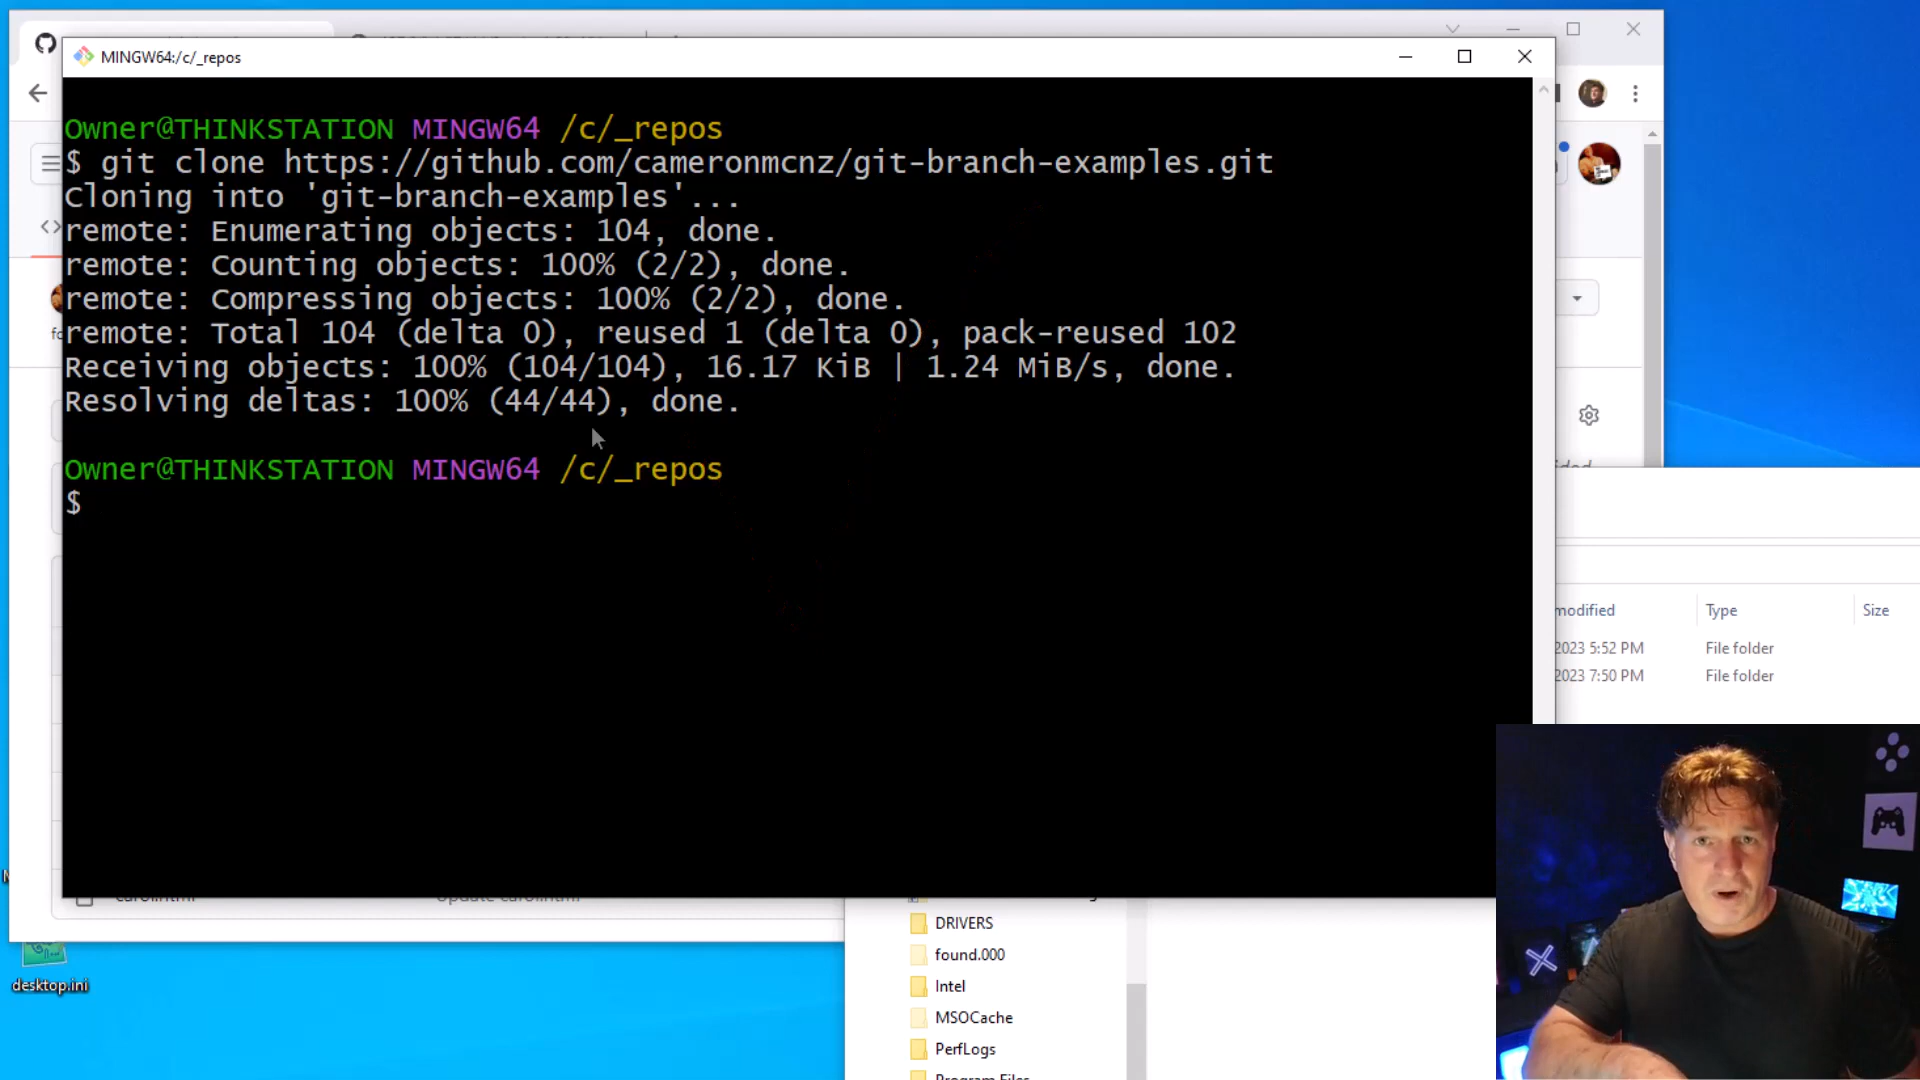 MINGW64:/c/_repos
Owner@THINKSTATION MINGW64 /c/_repos
$ git clone https://github.com/cameronmcnz/git-branch-examples.git
Cloning into 'git-branch-examples'...
remote: Enumerating objects: 104, done.
remote: Counting objects: 100% (2/2), done.
remote: Compressing objects: 100% (2/2), done.
remote: Total 104 (delta 0), reused 1 (delta 0), pack-reused 102
Receiving objects: 100% (104/104), 16.17 KiB | 1.24 MiB/s, done.
Resolving deltas: 100% (44/44), done.
Owner@THINKSTATION MINGW64 /c/_repos
$
modified Type Size
2023 5:52 PM File folder
2023 7:50 PM File folder
DRIVERS
found.000
Intel
MSOCache
PerfLogs
Program Files
desktop.ini